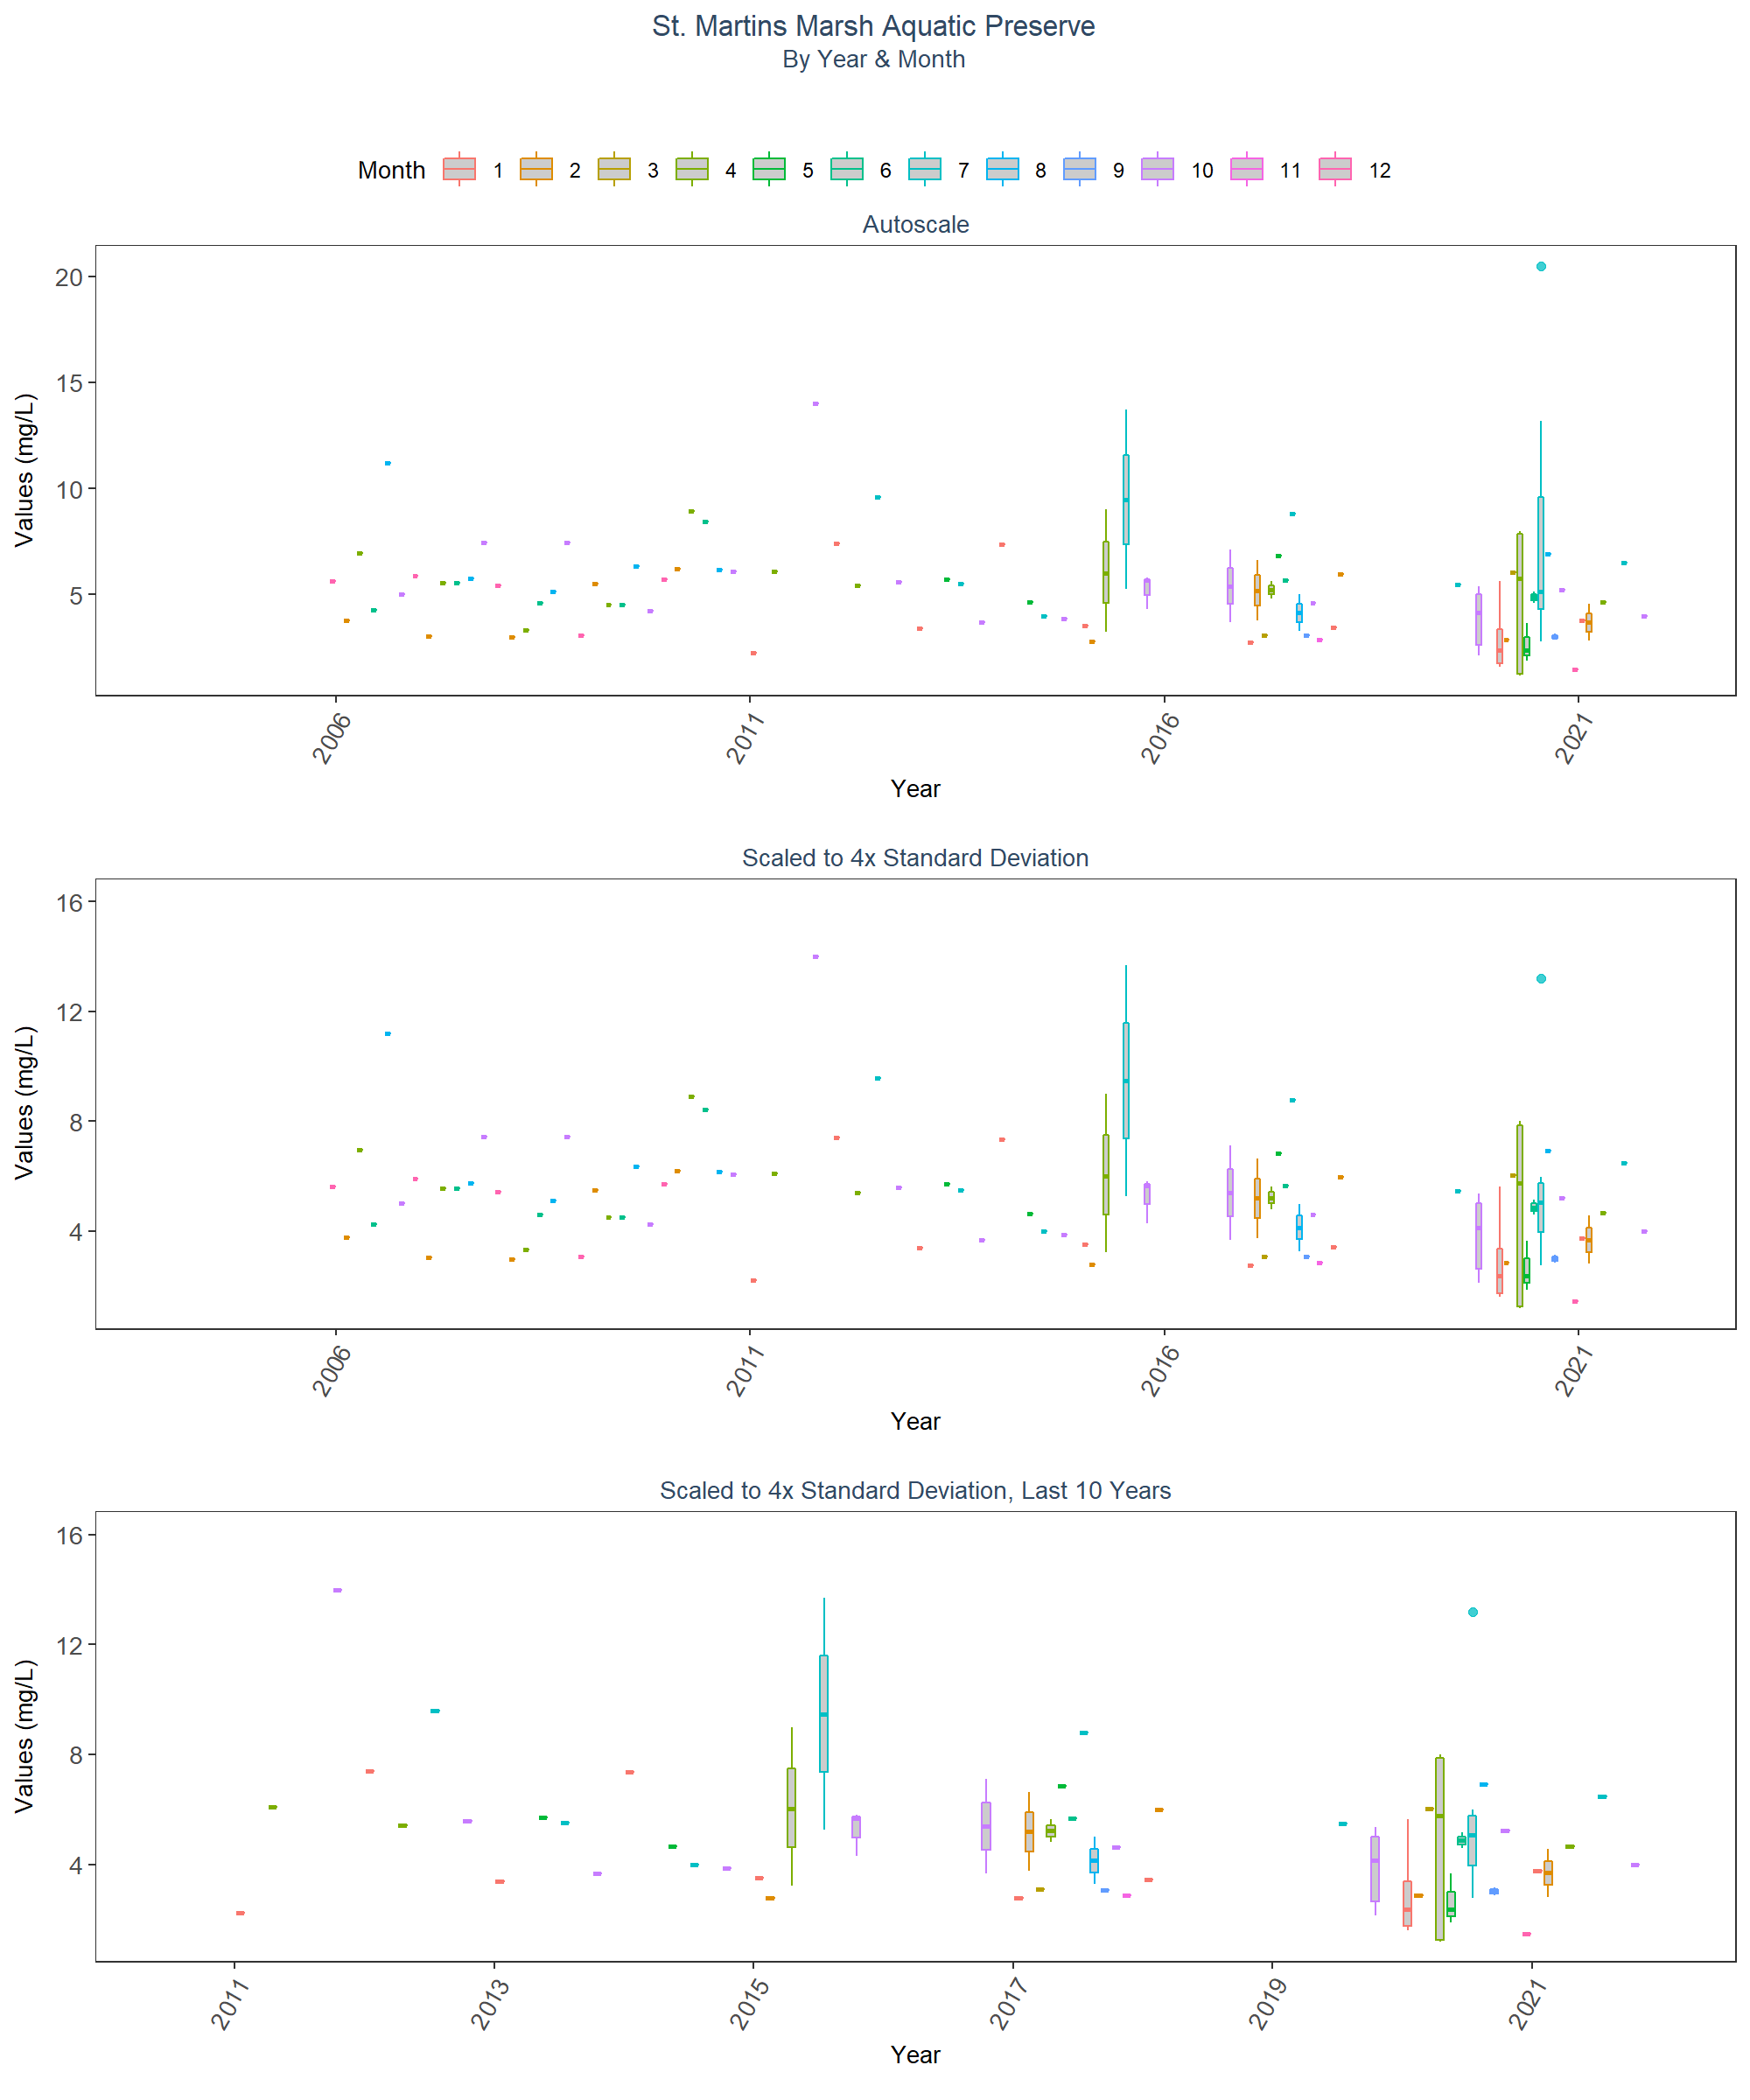 St. Martins Marsh Aquatic Preserve
By Year & Month
Month 1 2 3 4 5 6 7 8 9 10 11 12
Autoscale
Values (mg/L)
20
15
10
5
2006 2011 2016 2021
Year
Scaled to 4x Standard Deviation
Values (mg/L)
16
12
8
4
2006 2011 2016 2021
Year
Scaled to 4x Standard Deviation, Last 10 Years
Values (mg/L)
16
12
8
4
2011 2013 2015 2017 2019 2021
Year